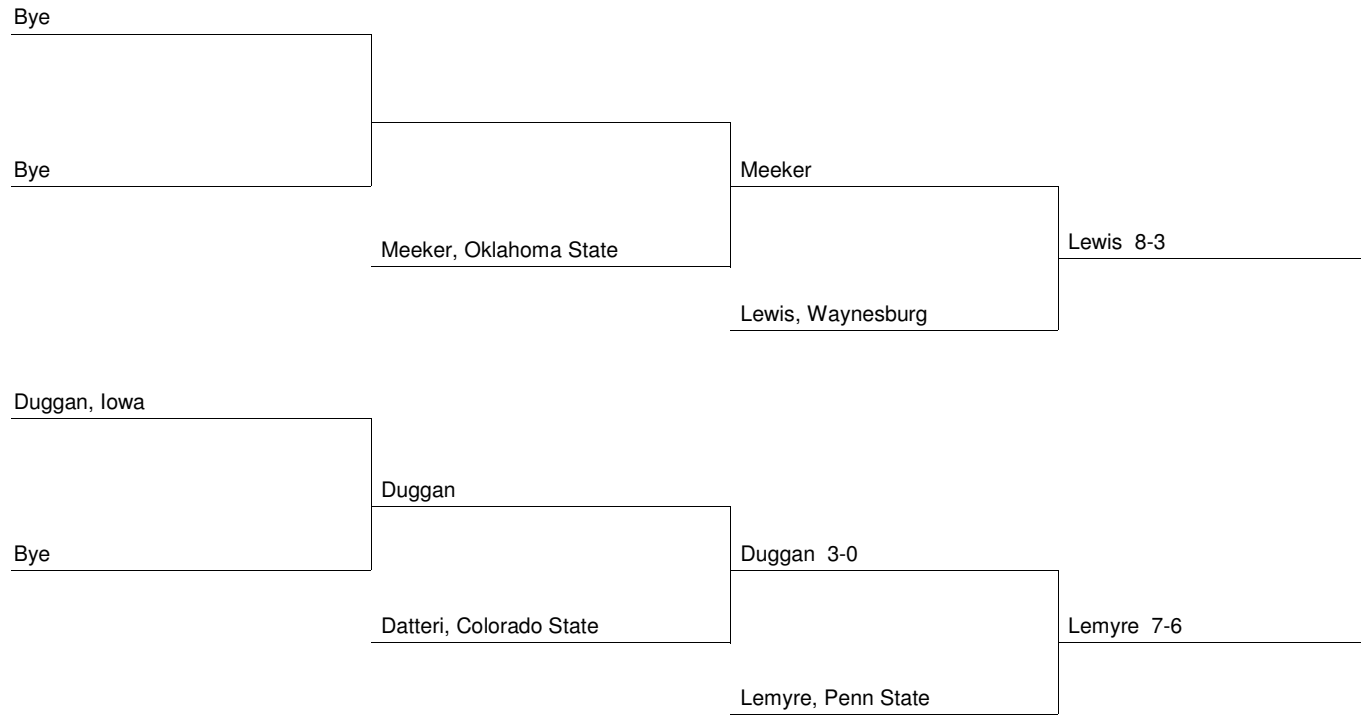 Bye
Bye
Meeker
Meeker, Oklahoma State
Lewis 8-3
Lewis, Waynesburg
Duggan, Iowa
Duggan
Bye
Duggan 3-0
Datteri, Colorado State
Lemyre 7-6
Lemyre, Penn State